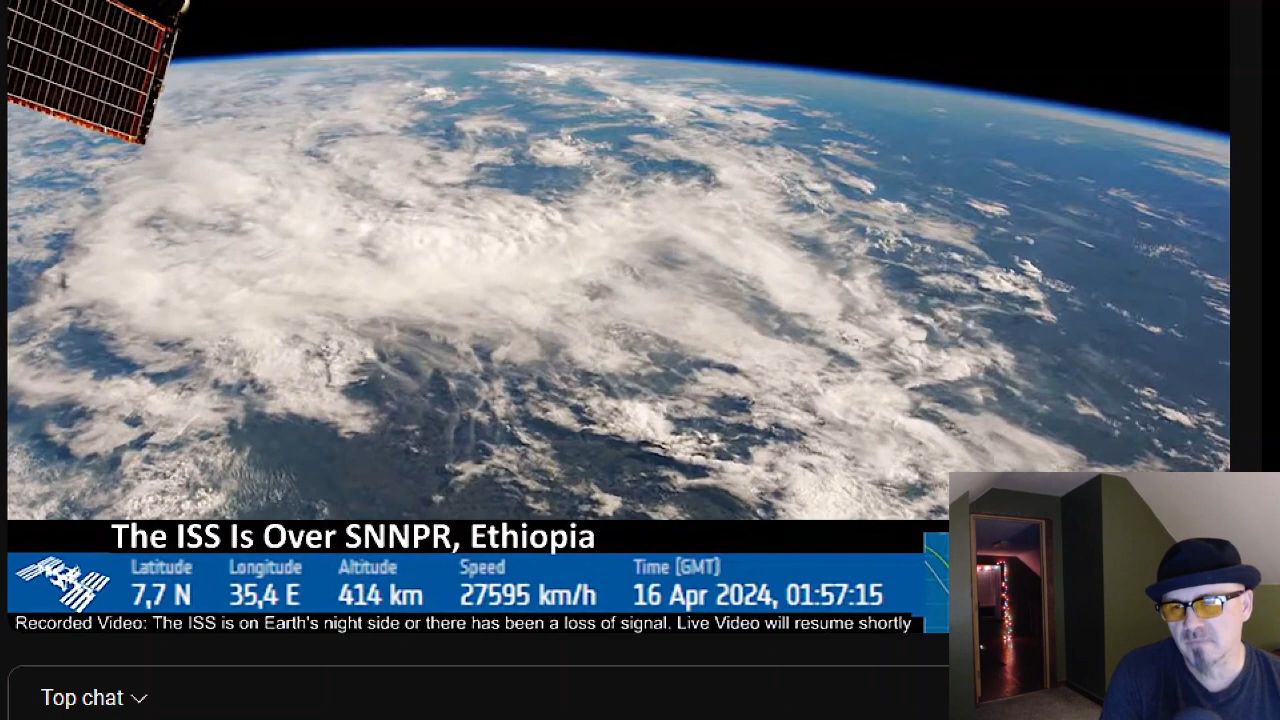 The ISS Is Over SNNPR, Ethiopia
Latitude Longitude Altitude Speed Time (GMT)
7,7 N 35,4 E 414 km 27595 km/h 16 Apr 2024, 01:57:15
Recorded Video: The ISS is on Earth's night side or there has been a loss of signal. Live Video will resume shortly
Top chat